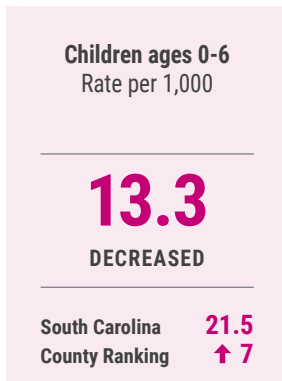 Children ages 0-6
Rate per 1,000
13.3
DECREASED
South Carolina 21.5
County Ranking ↑ 7